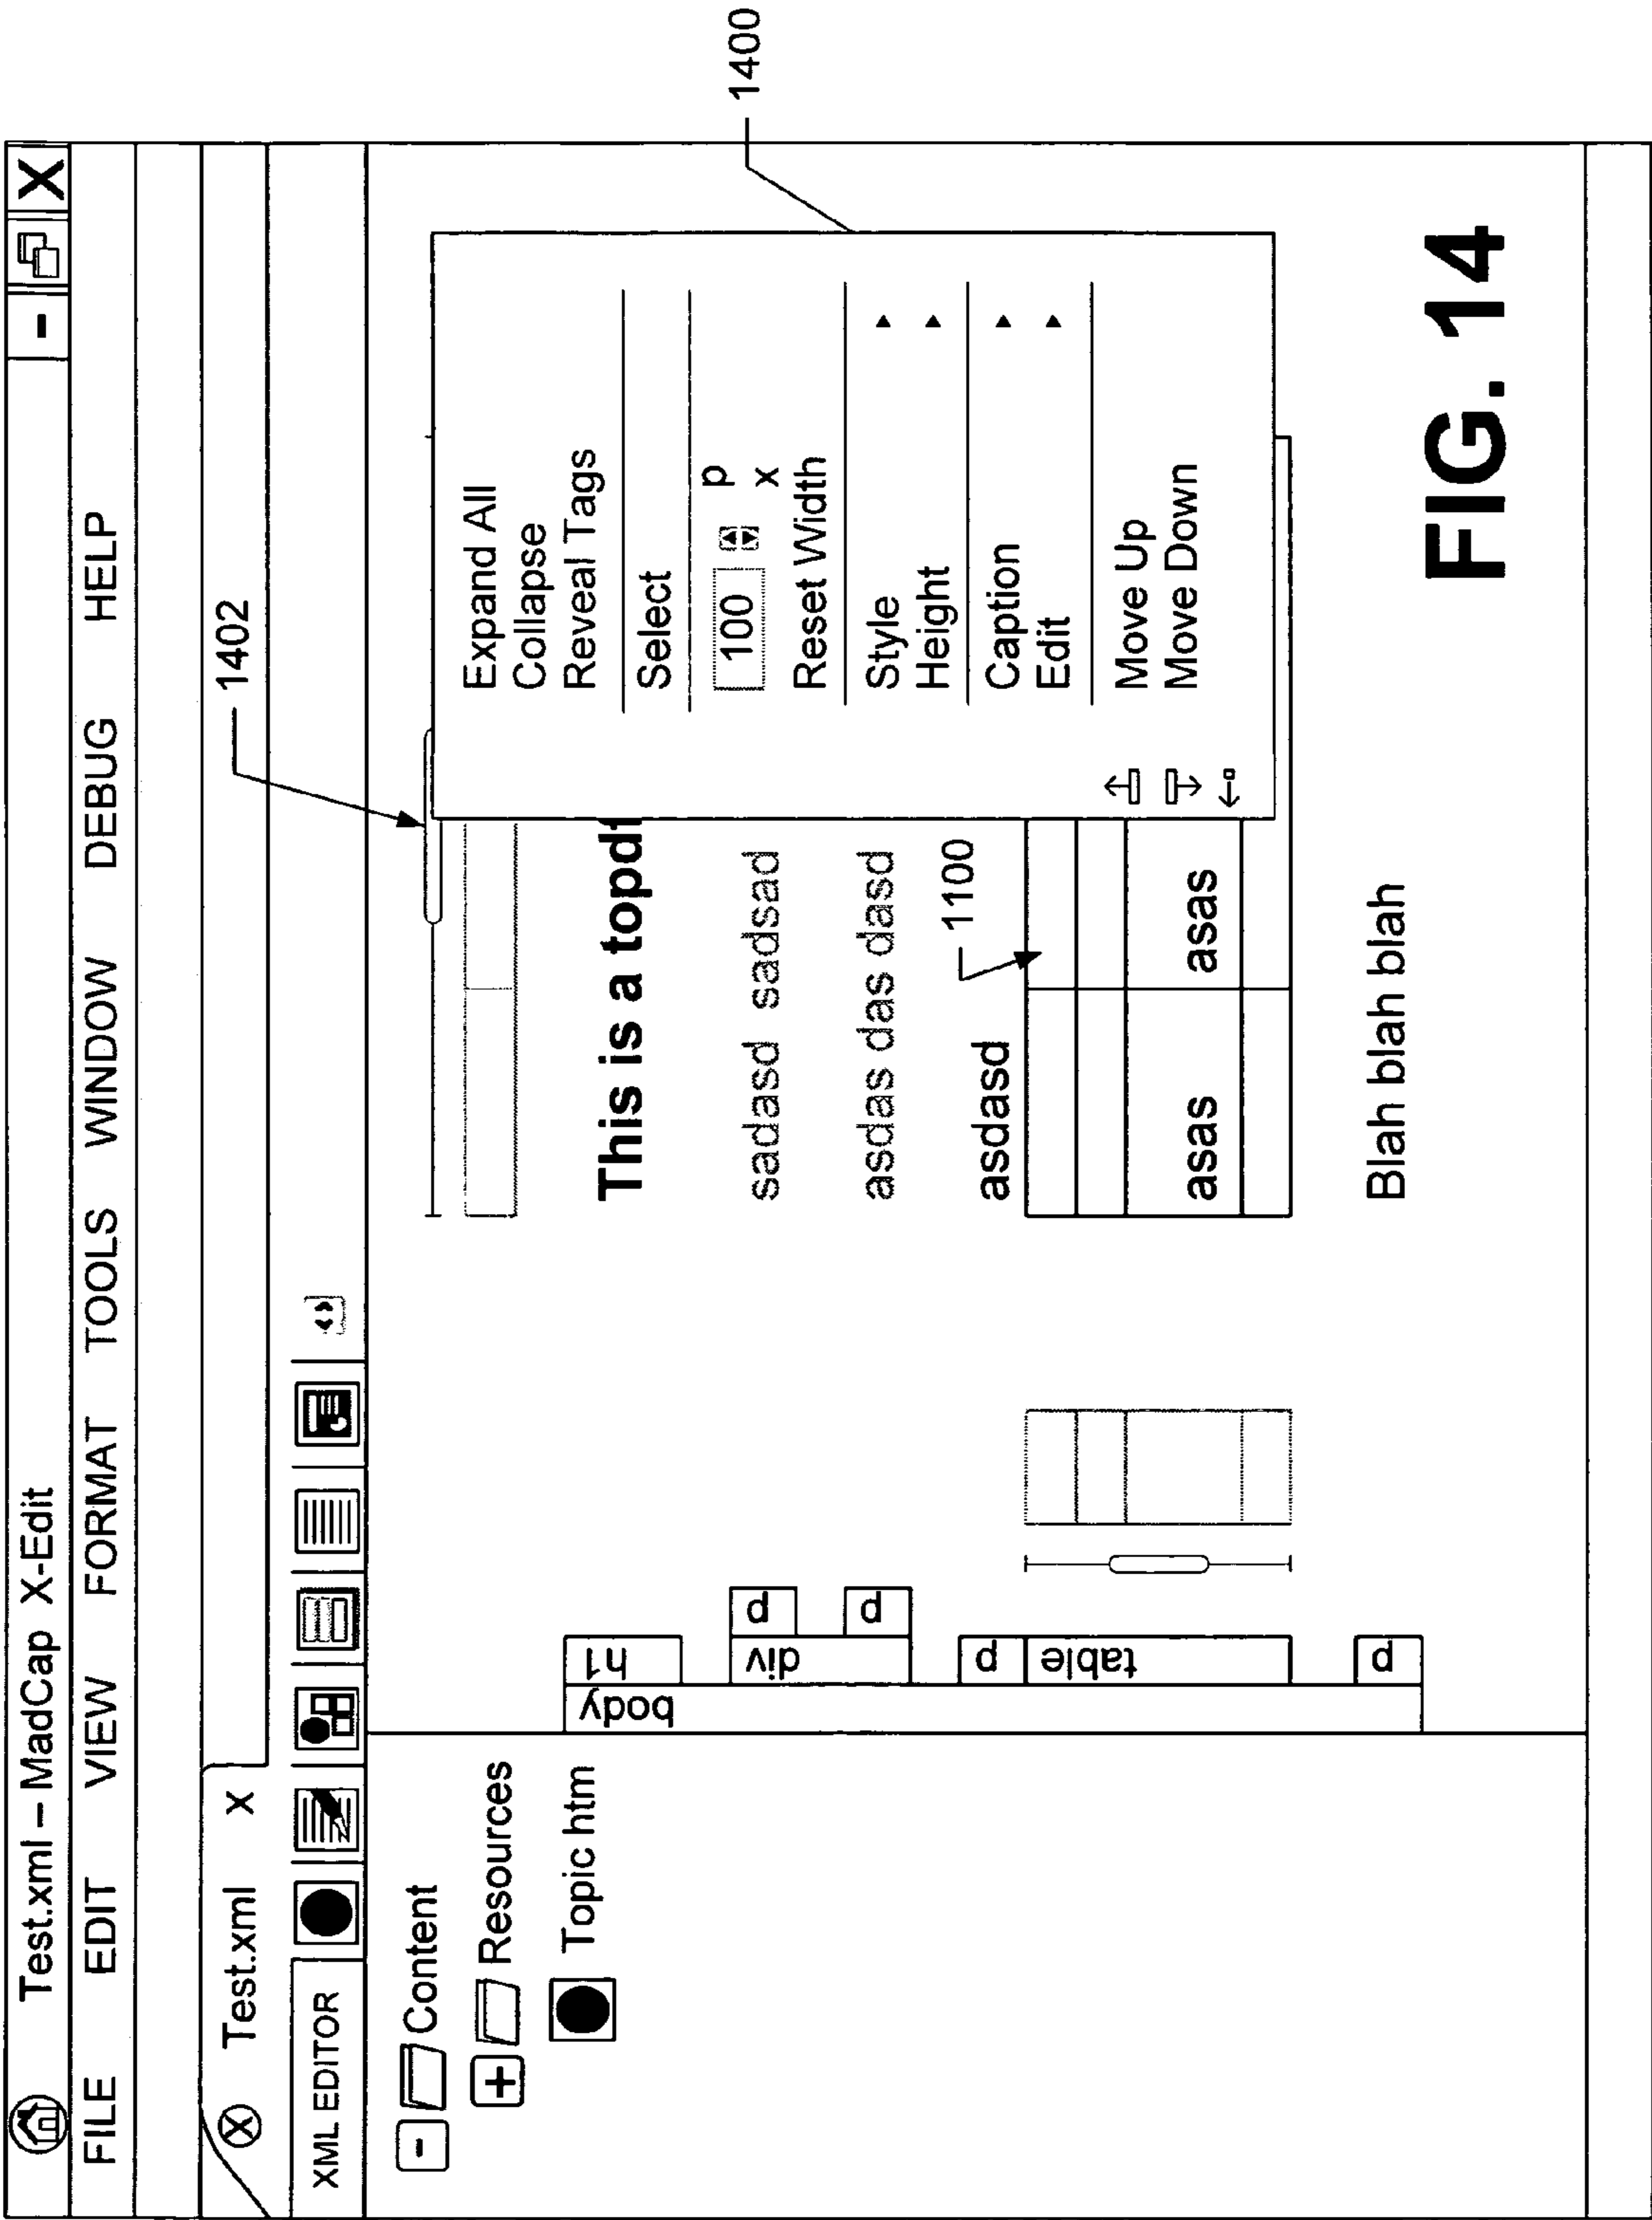 Test.xml – MadCap X-Edit
- X
FILE EDIT VIEW FORMAT TOOLS WINDOW DEBUG HELP
Test.xml x
1402
XML EDITOR
- Content
+ Resources
Topic htm
body
h1
div
p
p
p
table
p
This is a topdf
sadasd sadsad
asdas das dasd
asdasd
1100
asas asas
Blah blah blah
Expand All
Collapse
Reveal Tags
Select
100 p
x
Reset Width
Style
Height
Caption
Edit
Move Up
Move Down
1400
FIG. 14